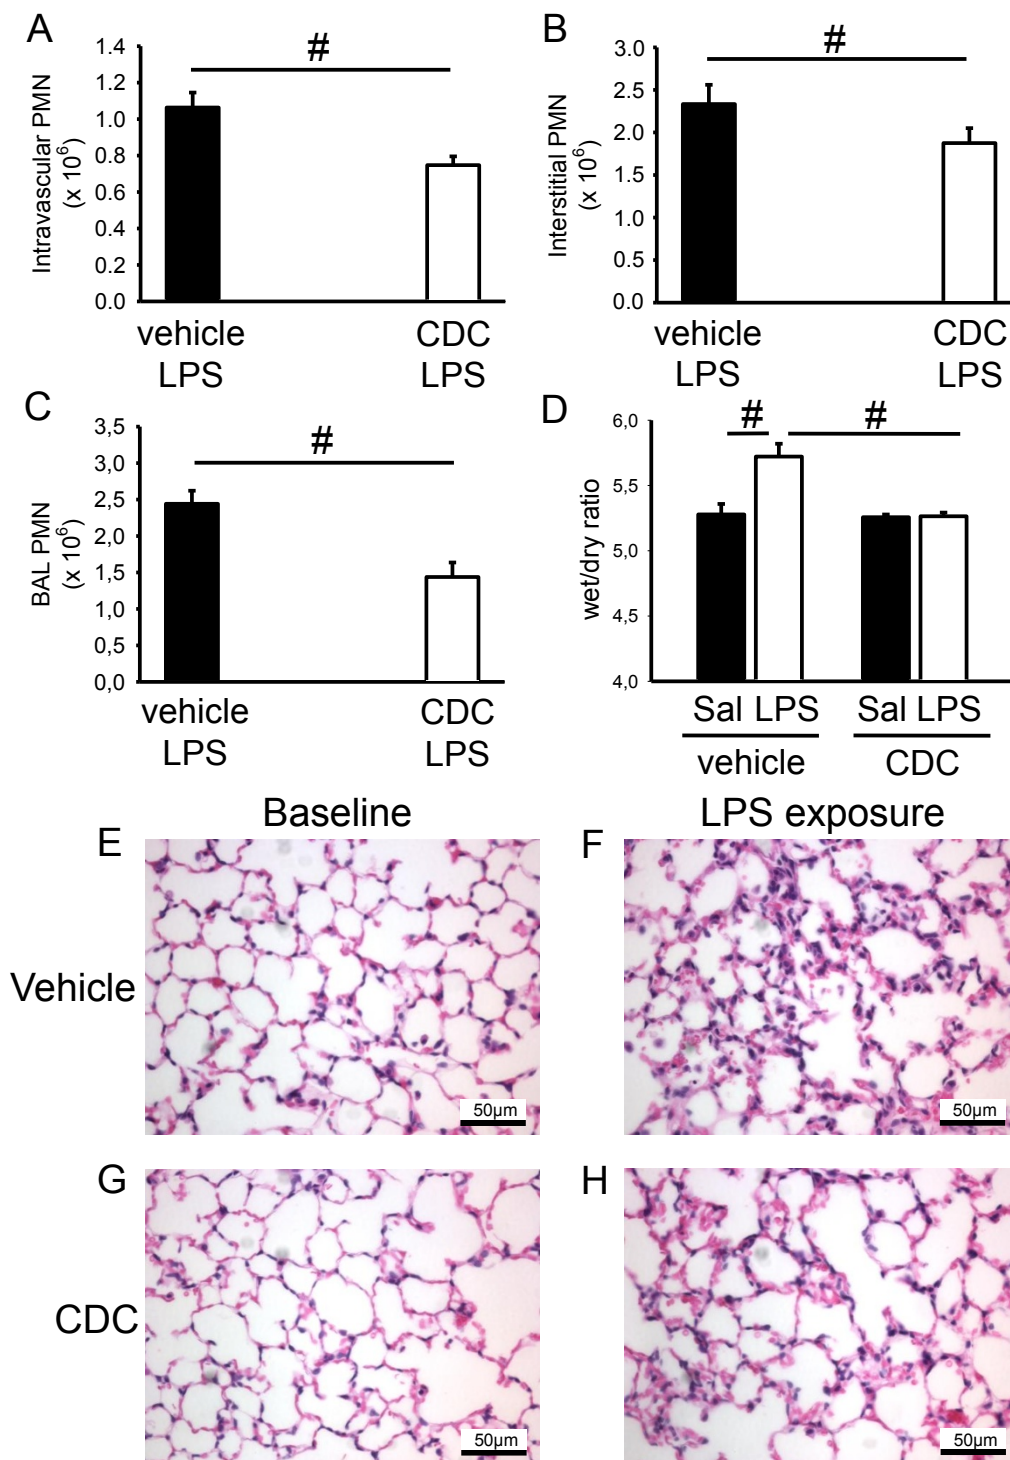 A
#
1.4
1.2
1.0
0.8
0.6
0.4
0.2
0.0
Intravascular PMN
(x 10⁶)
vehicle
LPS
CDC
LPS
B
#
3.0
2.5
2.0
1.5
1.0
2.5
0.0
Interstitial PMN
(x 10⁶)
vehicle
LPS
CDC
LPS
C
#
3,5
3,0
2,5
2,0
1,5
1,0
0,5
0,0
BAL PMN
(x 10⁶)
vehicle
LPS
CDC
LPS
D
#
#
6,0
5,5
5,0
4,5
4,0
wet/dry ratio
Sal LPS
Sal LPS
vehicle
CDC
Baseline
LPS exposure
E
F
Vehicle
50µm
50µm
G
H
CDC
50µm
50µm